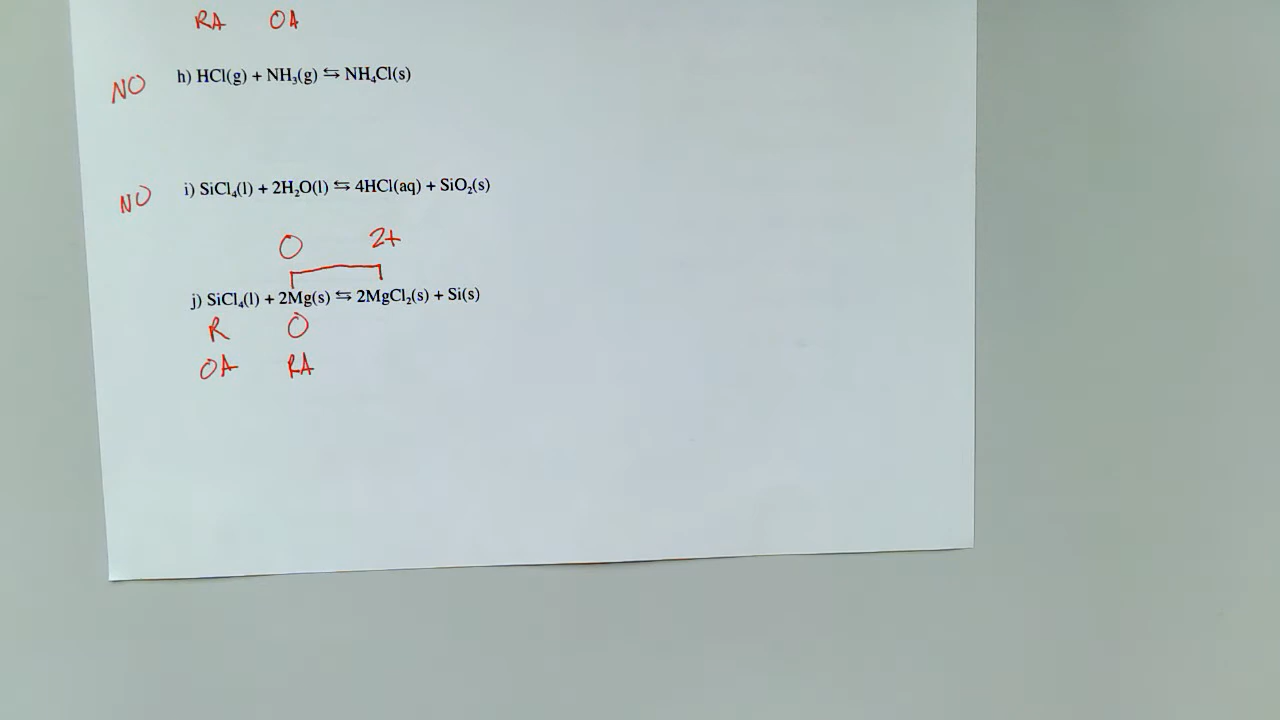 RA OA
NO h) HCl(g) + NH₃(g) ⇆ NH₄Cl(s)
NO i) SiCl₄(l) + 2H₂O(l) ⇆ 4HCl(aq) + SiO₂(s)
0 2+
j) SiCl₄(l) + 2Mg(s) ⇆ 2MgCl₂(s) + Si(s)
R O
OA RA